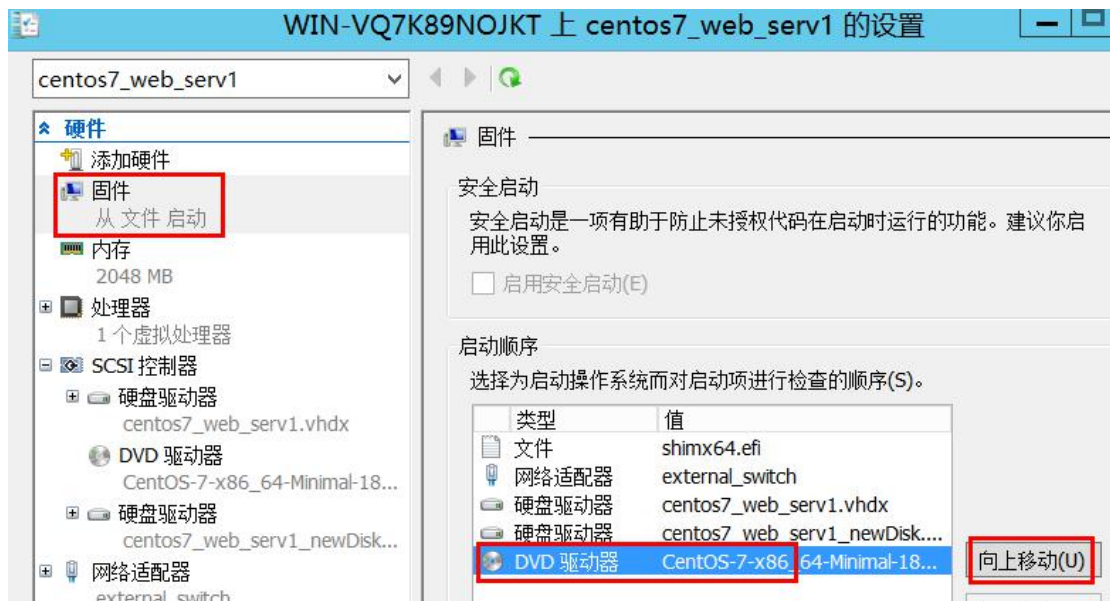 WIN-VQ7K89NOJKT 上 centos7_web_serv1 的设置
centos7_web_serv1
硬件
添加硬件
固件
从 文件 启动
内存
2048 MB
处理器
1 个虚拟处理器
SCSI 控制器
硬盘驱动器
centos7_web_serv1.vhdx
DVD 驱动器
CentOS-7-x86_64-Minimal-18...
硬盘驱动器
centos7_web_serv1_newDisk...
网络适配器
external_switch
固件
安全启动
安全启动是一项有助于防止未授权代码在启动时运行的功能。建议你启
用此设置。
启用安全启动(E)
启动顺序
选择为启动操作系统而对启动项进行检查的顺序(S)。
类型 值
文件 shimx64.efi
网络适配器 external_switch
硬盘驱动器 centos7_web_serv1.vhdx
硬盘驱动器 centos7_web_serv1_newDisk....
DVD 驱动器 CentOS-7-x86_64-Minimal-18...
向上移动(U)